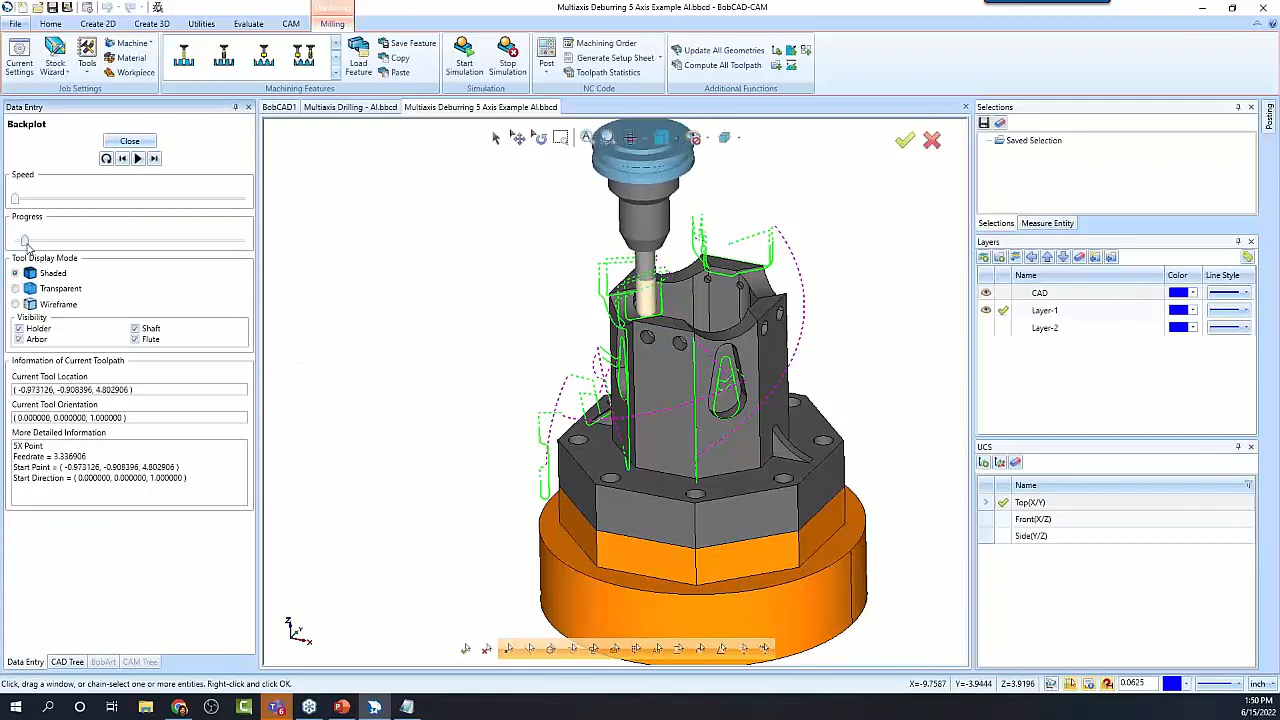 Multiaxis Deburring 5 Axis Example AI.bbcd - BobCAD-CAM
File
Home
Create 2D
Create 3D
Utilities
Evaluate
CAM
Milling
Current Settings
Stock Wizard
Tools
Machine
Material
Workpiece
Job Settings
Load Feature
Save Feature
Copy
Paste
Machining Features
Start Simulation
Stop Simulation
Simulation
Post
Machining Order
Generate Setup Sheet
Toolpath Statistics
NC Code
Update All Geometries
Compute All Toolpath
Additional Functions
Data Entry
BobCAD1
Multiaxis Drilling - AI.bbcd
Multiaxis Deburring 5 Axis Example AI.bbcd
Backplot
Close
Speed
Progress
Tool Display Mode
Shaded
Transparent
Wireframe
Visibility
Holder
Shaft
Arbor
Flute
Information of Current Toolpath
Current Tool Location
( -0.973126, -0.908396, 4.802906 )
Current Tool Orientation
( 0.000000, 0.000000, 1.000000 )
More Detailed Information
5X Point
Feedrate = 3.336906
Start Point = ( -0.973126, -0.908396, 4.802906 )
Start Direction = ( 0.000000, 0.000000, 1.000000 )
Z
Y
X
Selections
Saved Selection
Posting
Selections
Measure Entity
Layers
Name
Color
Line Style
CAD
Layer-1
Layer-2
UCS
Name
Top(X/Y)
Front(X/Z)
Side(Y/Z)
Data Entry
CAD Tree
BobArt
CAM Tree
Click, drag a window, or chain-select one or more entities. Right-click and click OK.
X=-9.7587
Y=-3.9444
Z=3.9196
0.0625
inch
1:50 PM
6/15/2022